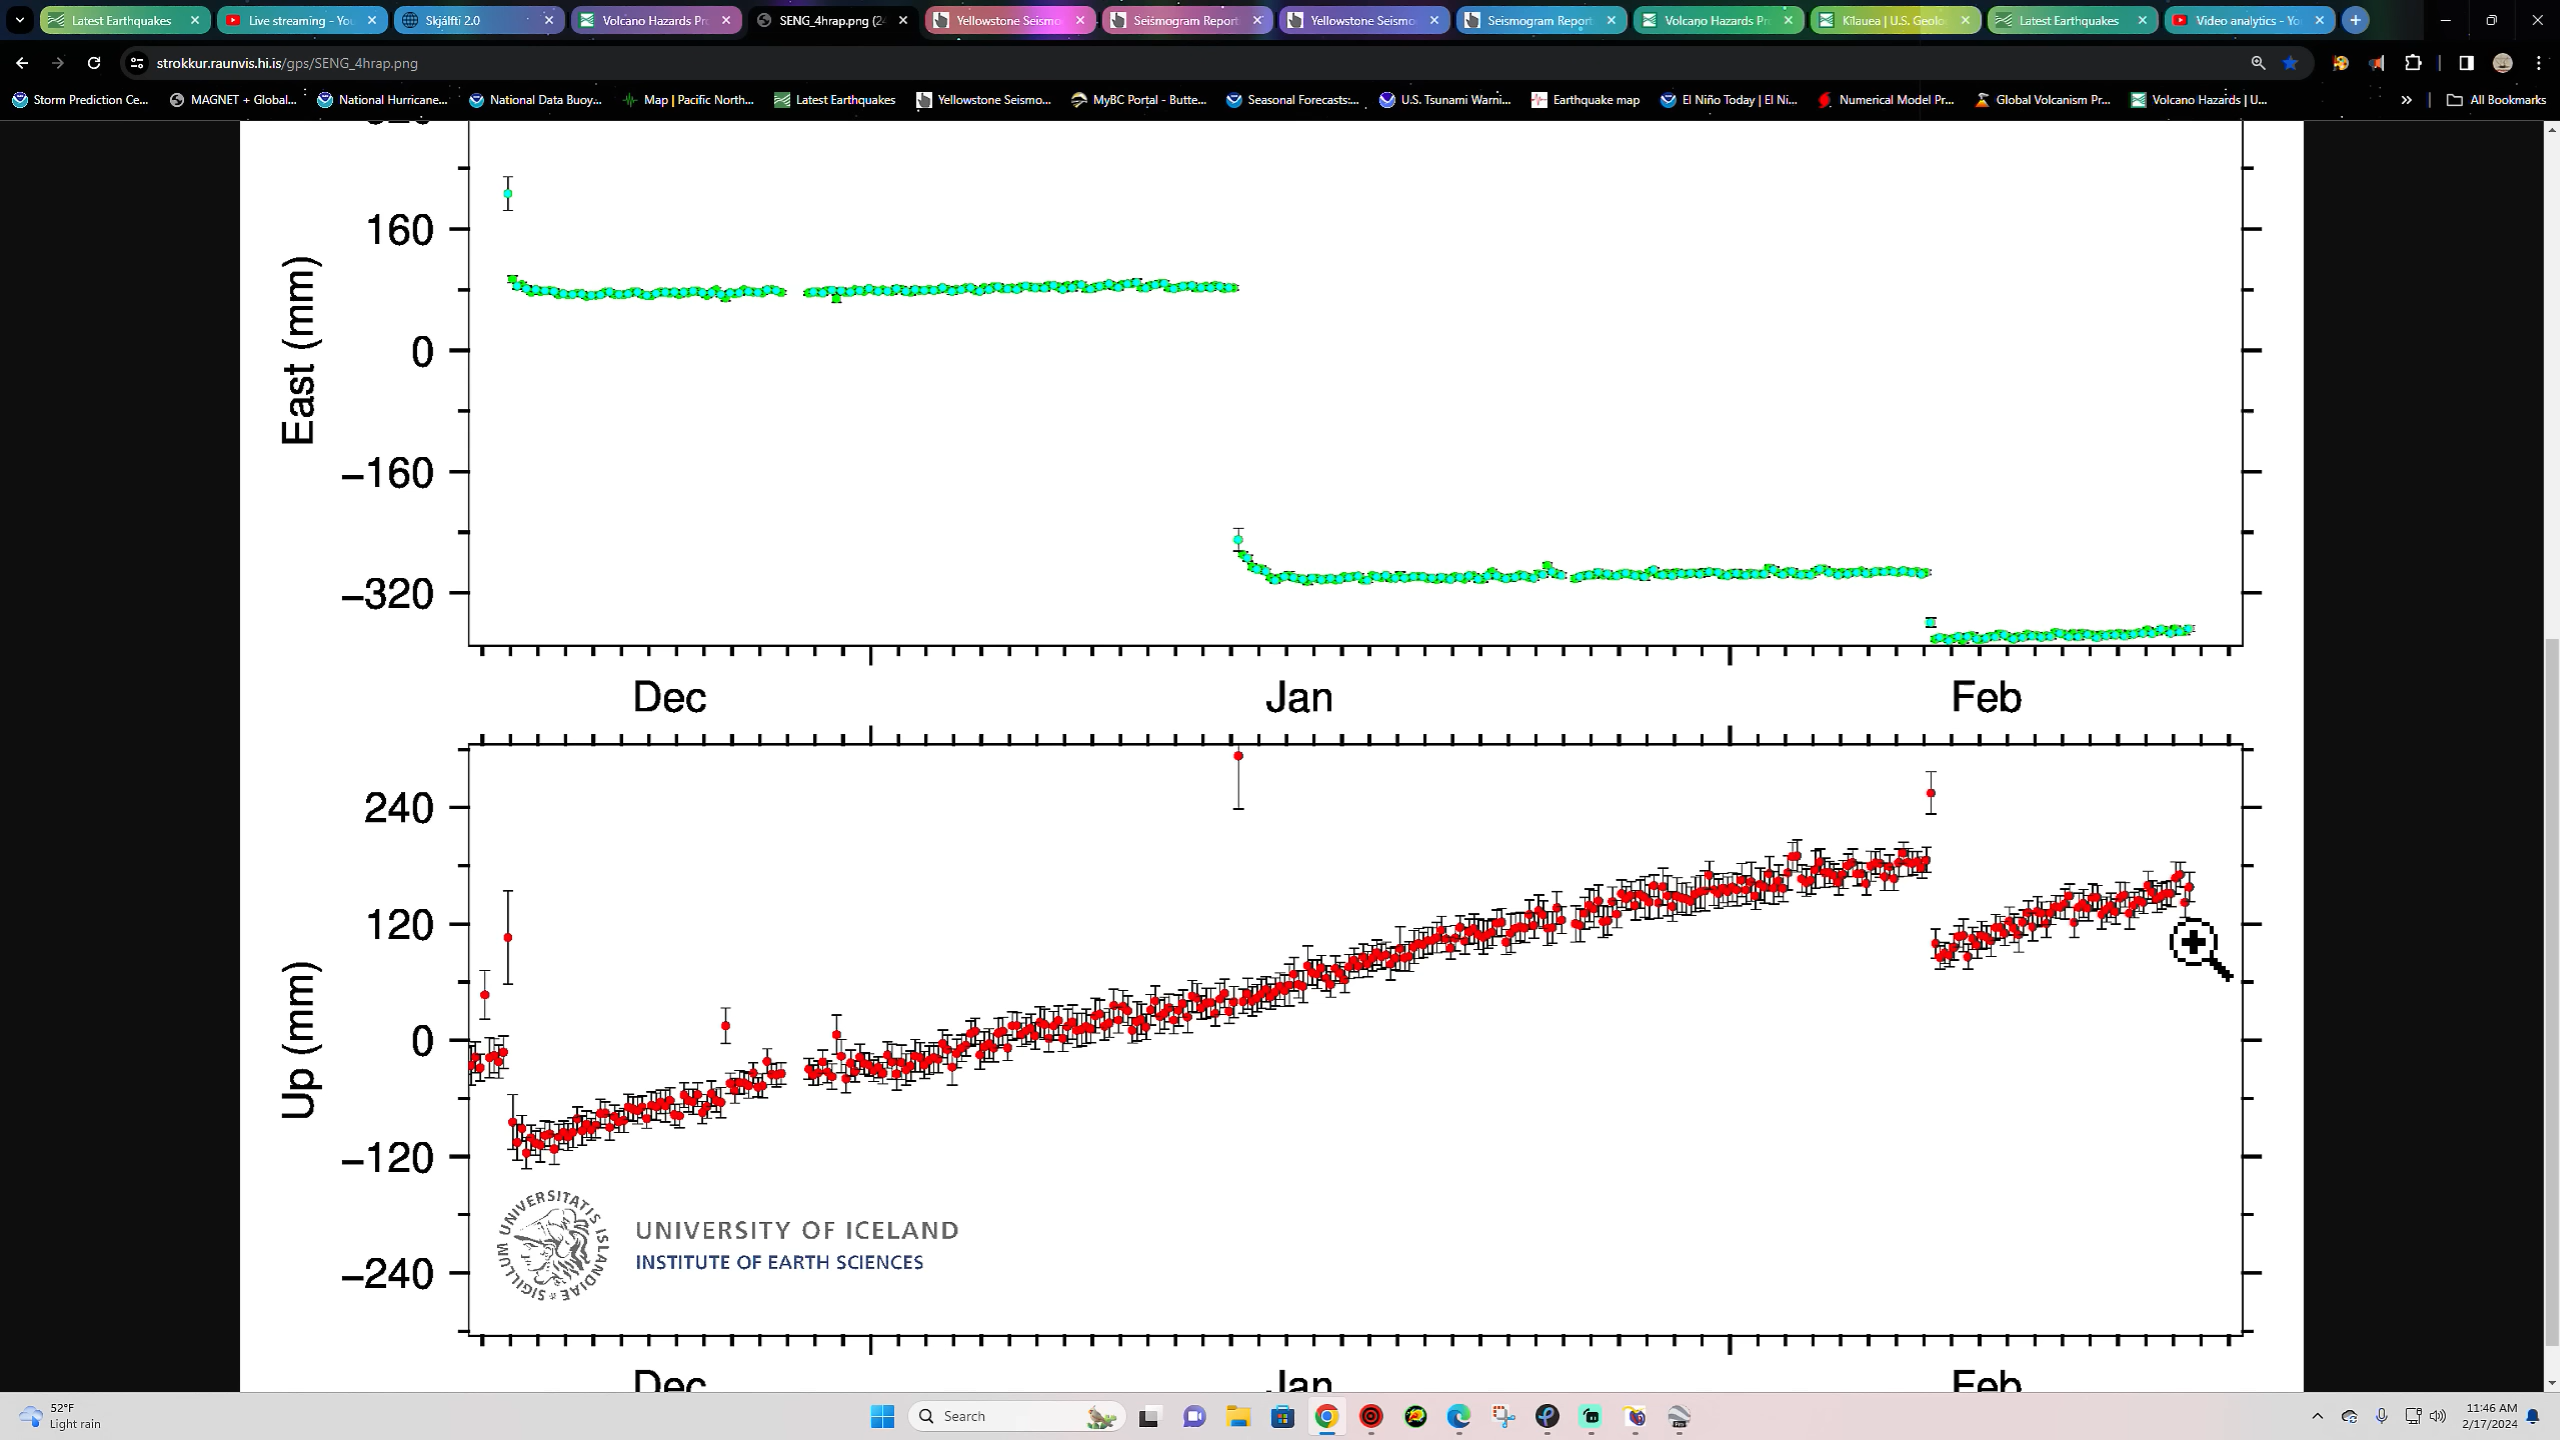 Latest Earthquakes
Live streaming - Yo
Skjálfti 2.0
Volcano Hazards Pr
SENG_4hrap.png (2
Yellowstone Seismo
Seismogram Report
Yellowstone Seismo
Seismogram Report
Volcano Hazards Pr
Kīlauea | U.S. Geolo
Latest Earthquakes
Video analytics - Yo
strokkur.raunvis.hi.is/gps/SENG_4hrap.png
Storm Prediction Ce...
MAGNET + Global...
National Hurricane...
National Data Buoy...
Map | Pacific North...
Latest Earthquakes
Yellowstone Seismo...
MyBC Portal - Butte...
Seasonal Forecasts:...
U.S. Tsunami Warni...
Earthquake map
El Niño Today | El Ni...
Numerical Model Pr...
Global Volcanism Pr...
Volcano Hazards | U...
All Bookmarks
160
0
−160
−320
East (mm)
Dec
Jan
Feb
240
120
0
−120
−240
Up (mm)
SIGILLUM UNIVERSITATIS ISLANDIAE
UNIVERSITY OF ICELAND
INSTITUTE OF EARTH SCIENCES
Dec
Jan
Feb
52°F
Light rain
Search
11:46 AM
2/17/2024